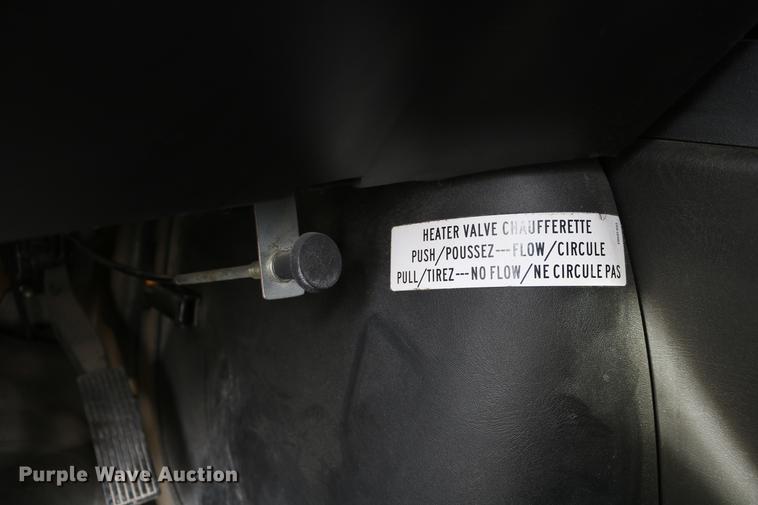 HEATER VALVE CHAUFFERETTE
PUSH/POUSSEZ---FLOW/CIRCULE
PULL/TIREZ---NO FLOW/NE CIRCULE PAS
Purple Wave Auction